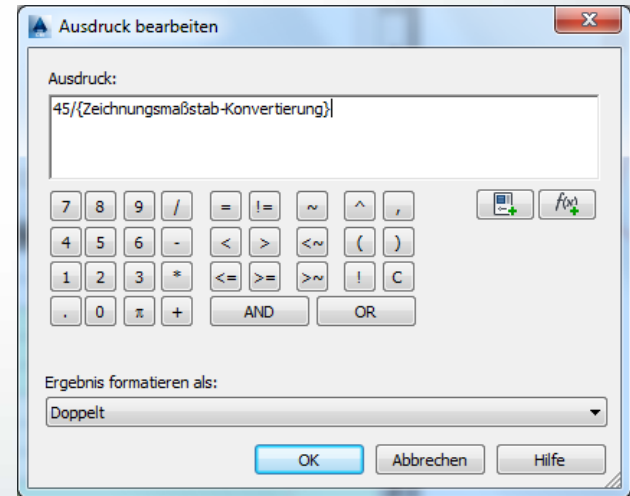 Ausdruck bearbeiten
Ausdruck:
45/{Zeichnungsmaßstab-Konvertierung}
7 8 9 / = != ~ ^ , f(x)
4 5 6 - < > <~ ( )
1 2 3 * <= >= >~ ! C
. 0 π + AND OR
Ergebnis formatieren als:
Doppelt
OK Abbrechen Hilfe